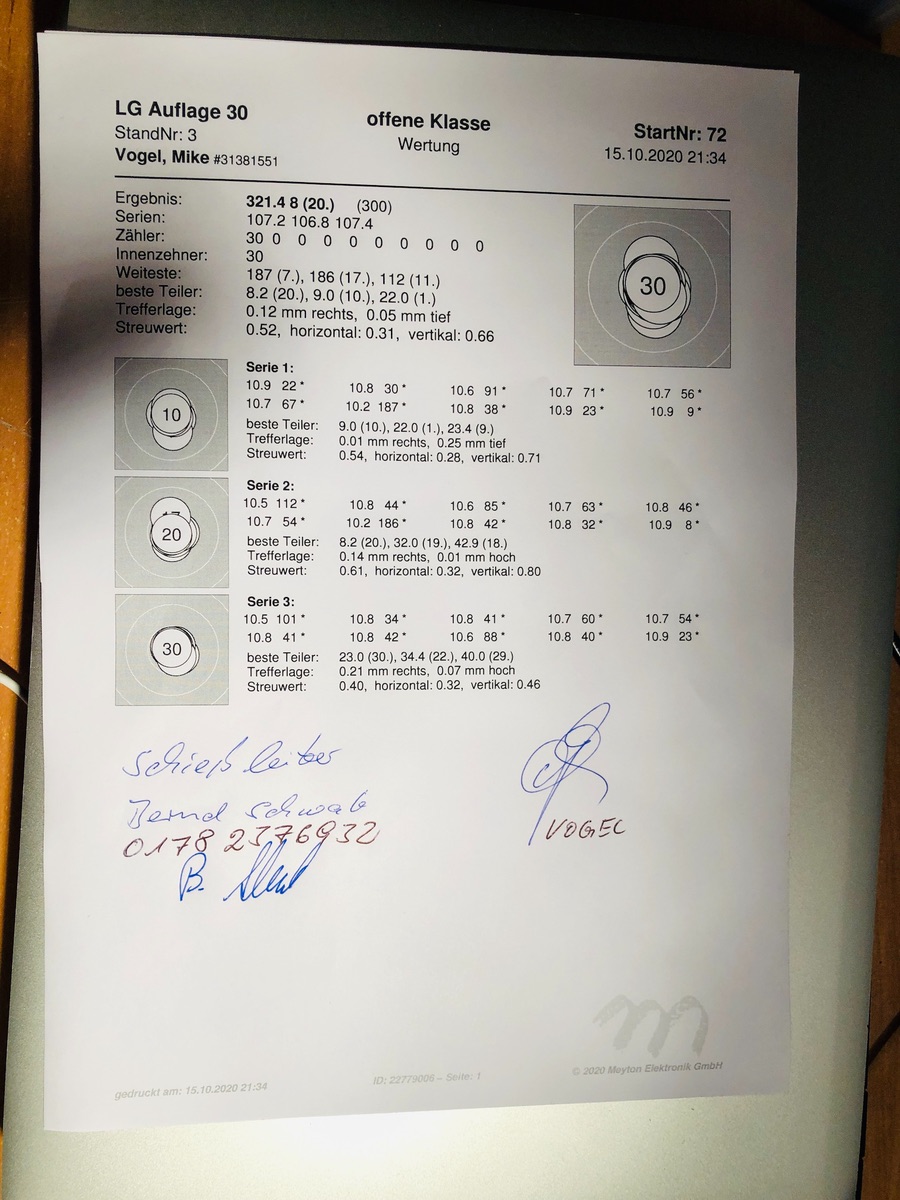 LG Auflage 30
offene Klasse
StartNr: 72
StandNr: 3
Wertung
15.10.2020 21:34
Vogel, Mike #31381551
Ergebnis: 321.4 8 (20.) (300)
Serien: 107.2 106.8 107.4
Zähler: 30 0 0 0 0 0 0 0 0 0
Innenzehner: 30
Weiteste: 187 (7.), 186 (17.), 112 (11.)
beste Teiler: 8.2 (20.), 9.0 (10.), 22.0 (1.)
Trefferlage: 0.12 mm rechts, 0.05 mm tief
Streuwert: 0.52, horizontal: 0.31, vertikal: 0.66
30
Serie 1:
10.9 22 * 10.8 30 * 10.6 91 * 10.7 71 * 10.7 56 *
10.7 67 * 10.2 187 * 10.8 38 * 10.9 23 * 10.9 9 *
beste Teiler: 9.0 (10.), 22.0 (1.), 23.4 (9.)
Trefferlage: 0.01 mm rechts, 0.25 mm tief
Streuwert: 0.54, horizontal: 0.28, vertikal: 0.71
10
Serie 2:
10.5 112 * 10.8 44 * 10.6 85 * 10.7 63 * 10.8 46 *
10.7 54 * 10.2 186 * 10.8 42 * 10.8 32 * 10.9 8 *
beste Teiler: 8.2 (20.), 32.0 (19.), 42.9 (18.)
Trefferlage: 0.14 mm rechts, 0.01 mm hoch
Streuwert: 0.61, horizontal: 0.32, vertikal: 0.80
20
Serie 3:
10.5 101 * 10.8 34 * 10.8 41 * 10.7 60 * 10.7 54 *
10.8 41 * 10.8 42 * 10.6 88 * 10.8 40 * 10.9 23 *
beste Teiler: 23.0 (30.), 34.4 (22.), 40.0 (29.)
Trefferlage: 0.21 mm rechts, 0.07 mm hoch
Streuwert: 0.40, horizontal: 0.32, vertikal: 0.46
30
Schießleiter
Bernd Schwab
0178 2376932
B.
VOGEL
gedruckt am: 15.10.2020 21:34
ID: 22779006 – Seite: 1
© 2020 Meyton Elektronik GmbH